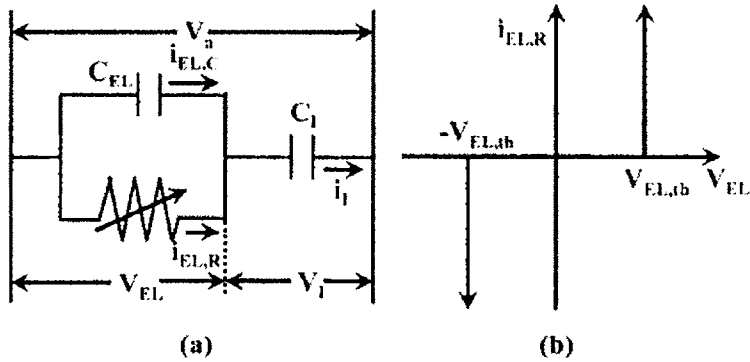 V_a
i_EL,C
C_EL
C_I
i_I
i_EL,R
V_EL
V_I
(a)
i_EL,R
-V_EL,th
V_EL,th
V_EL
(b)